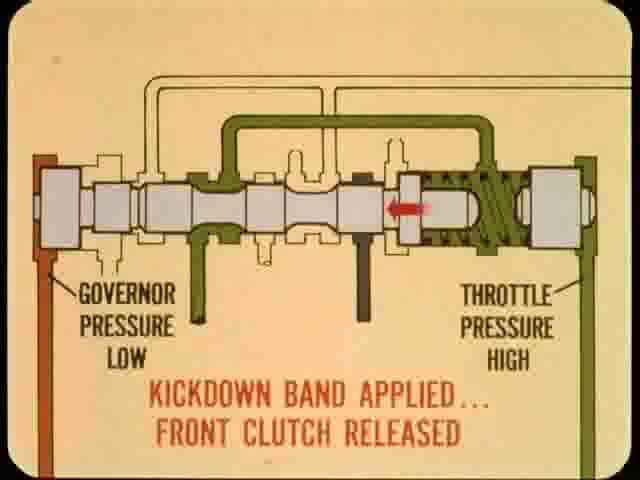 GOVERNOR
PRESSURE
LOW
THROTTLE
PRESSURE
HIGH
KICKDOWN BAND APPLIED...
FRONT CLUTCH RELEASED